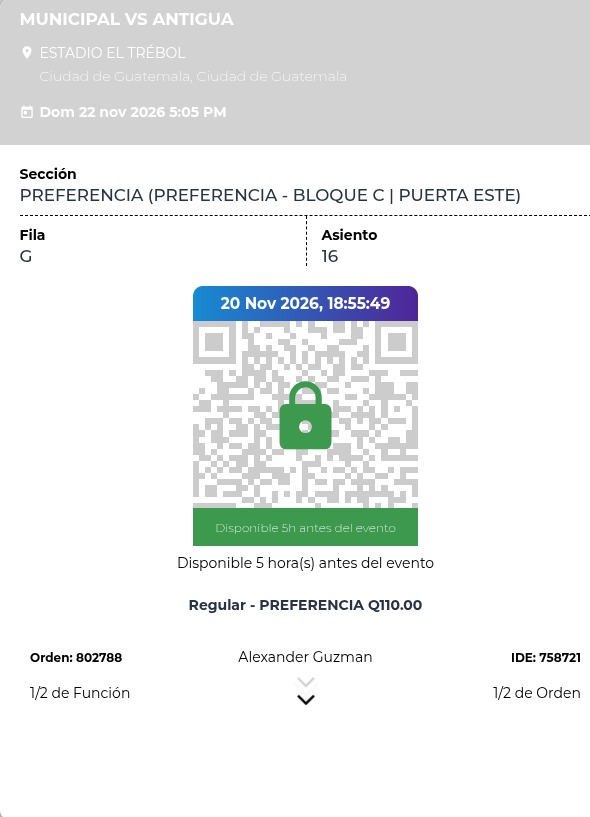 MUNICIPAL VS ANTIGUA
ESTADIO EL TRÉBOL
Ciudad de Guatemala, Ciudad de Guatemala
Dom 22 nov 2026 5:05 PM
Sección
PREFERENCIA (PREFERENCIA - BLOQUE C | PUERTA ESTE)
Fila
G
Asiento
16
20 Nov 2026, 18:55:49
Disponible 5h antes del evento
Disponible 5 hora(s) antes del evento
Regular - PREFERENCIA Q110.00
Orden: 802788
Alexander Guzman
IDE: 758721
1/2 de Función
1/2 de Orden